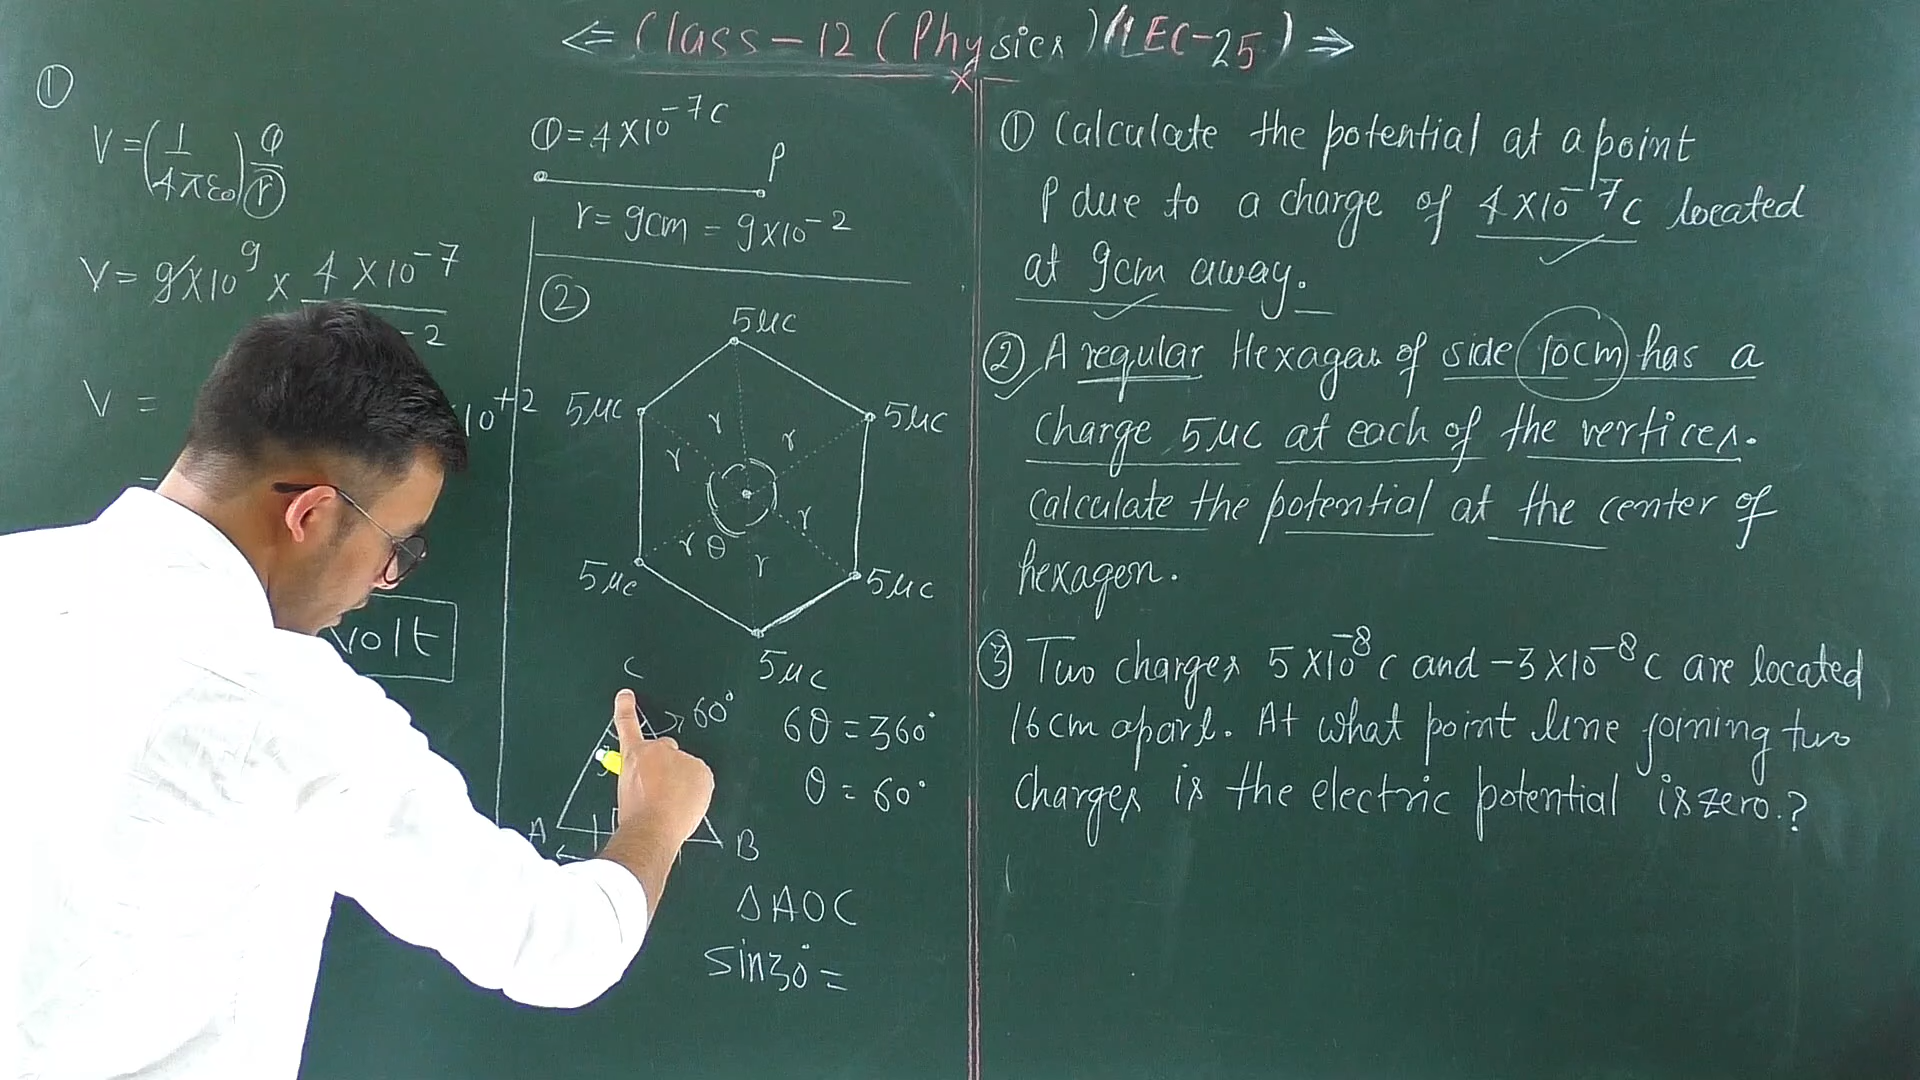 ⇐ Class-12 (Physics) (LEC-25) ⇒
①
V = (1/4πε₀) Q/r
V = 9×10⁹ × 4×10⁻⁷
-2
V =
10⁺²
=
volt
Q = 4×10⁻⁷C
P
r = 9cm = 9×10⁻²
②
5μC
5μC
5μC
r
r
r
r
r θ
r
5μC
5μC
5μC
C
60°
A
B
6θ = 360°
θ = 60°
ΔAOC
Sin30° =
① Calculate the potential at a point
P due to a charge of 4×10⁻⁷C located
at 9cm away.
② A regular Hexagon of side 10cm has a
charge 5μC at each of the vertices.
calculate the potential at the center of
hexagon.
③ Two charges 5×10⁻⁸C and -3×10⁻⁸C are located
16cm apart. At what point line joining two
charges is the electric potential is zero.?